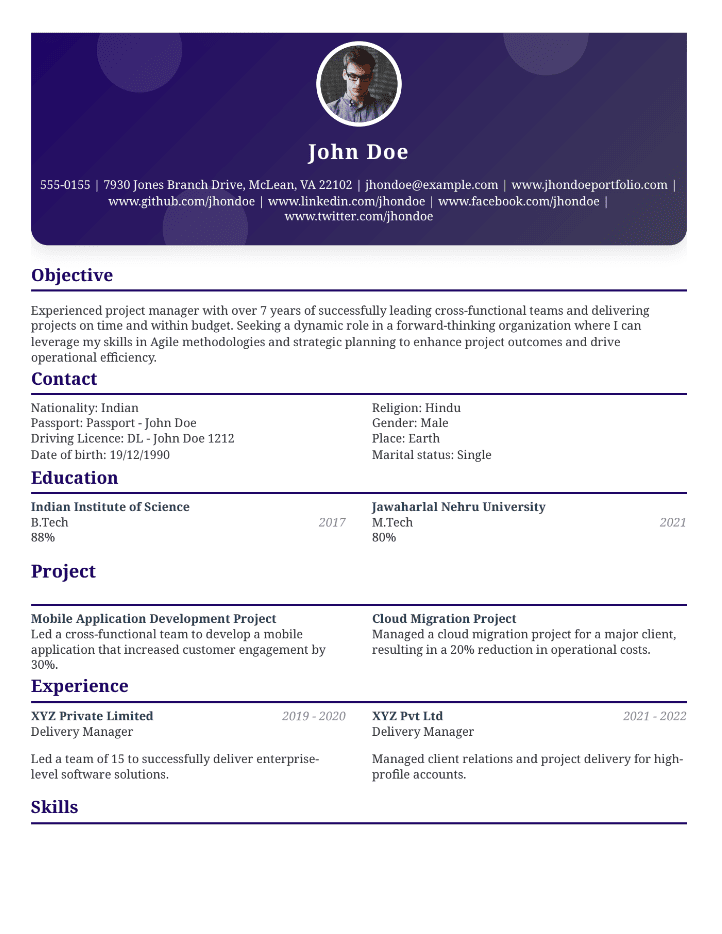 John Doe
555-0155 | 7930 Jones Branch Drive, McLean, VA 22102 | jhondoe@example.com | www.jhondoeportfolio.com |
www.github.com/jhondoe | www.linkedin.com/jhondoe | www.facebook.com/jhondoe |
www.twitter.com/jhondoe
Objective
Experienced project manager with over 7 years of successfully leading cross-functional teams and delivering
projects on time and within budget. Seeking a dynamic role in a forward-thinking organization where I can
leverage my skills in Agile methodologies and strategic planning to enhance project outcomes and drive
operational efficiency.
Contact
Nationality: Indian
Passport: Passport - John Doe
Driving Licence: DL - John Doe 1212
Date of birth: 19/12/1990
Religion: Hindu
Gender: Male
Place: Earth
Marital status: Single
Education
Indian Institute of Science
B.Tech 2017
88%
Jawaharlal Nehru University
M.Tech 2021
80%
Project
Mobile Application Development Project
Led a cross-functional team to develop a mobile
application that increased customer engagement by
30%.
Cloud Migration Project
Managed a cloud migration project for a major client,
resulting in a 20% reduction in operational costs.
Experience
XYZ Private Limited 2019 - 2020
Delivery Manager
Led a team of 15 to successfully deliver enterprise-
level software solutions.
XYZ Pvt Ltd 2021 - 2022
Delivery Manager
Managed client relations and project delivery for high-
profile accounts.
Skills